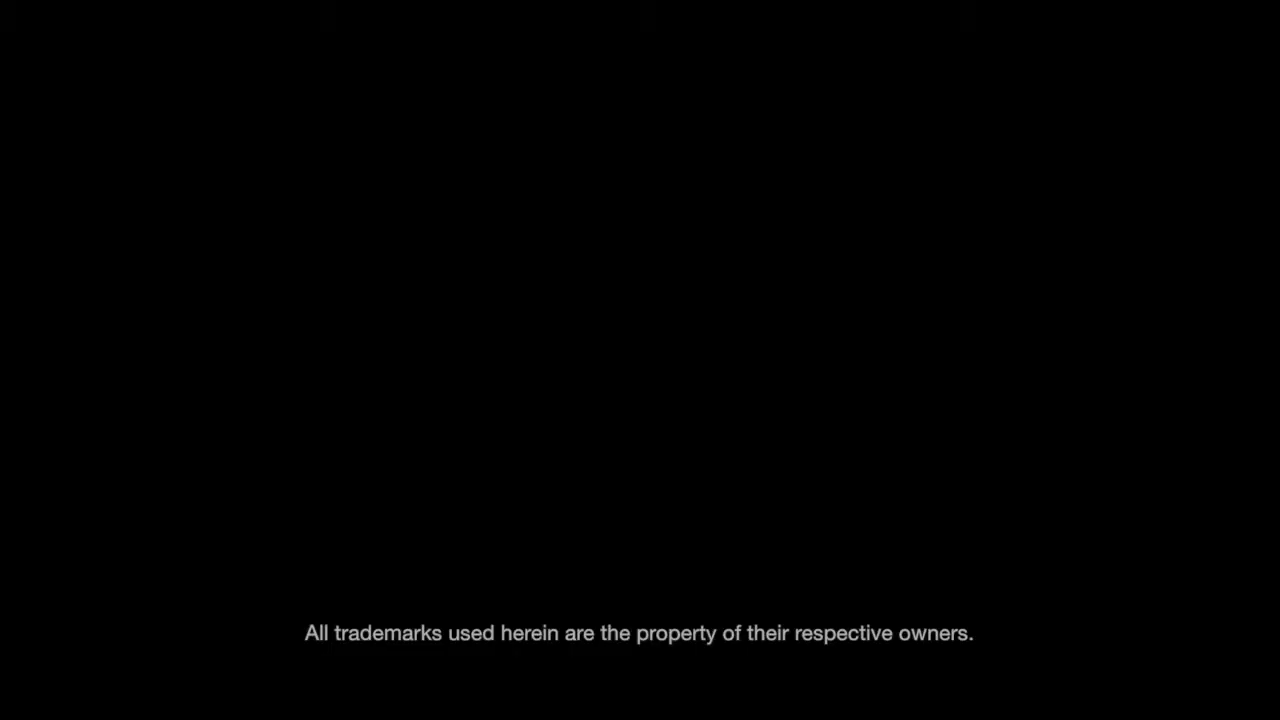 All trademarks used herein are the property of their respective owners.